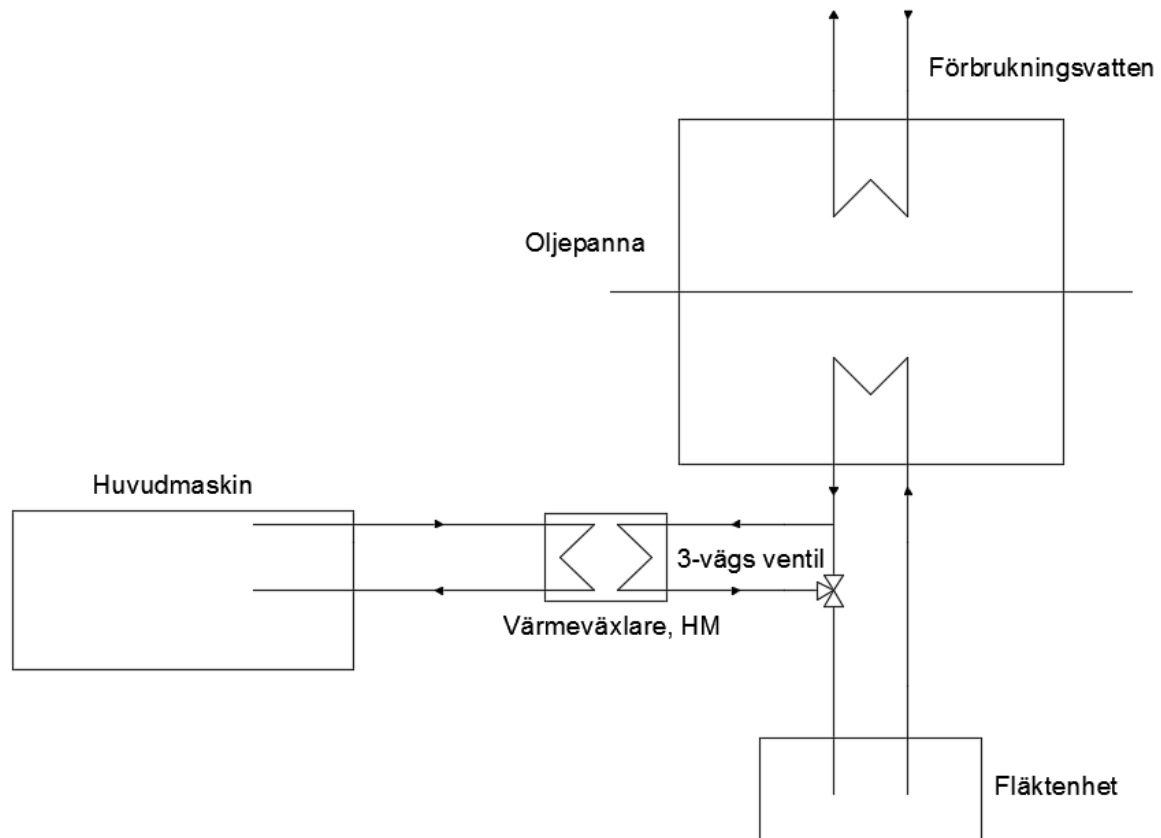 Förbrukningsvatten
Oljepanna
Huvudmaskin
3-vägs ventil
Värmeväxlare, HM
Fläktenhet